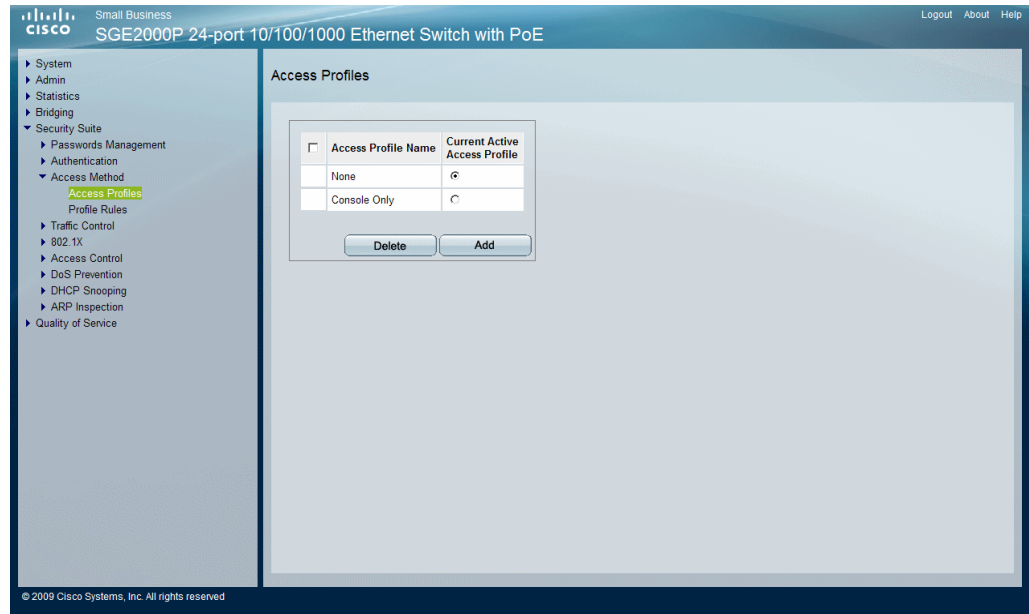 Small Business
CISCO
SGE2000P 24-port 10/100/1000 Ethernet Switch with PoE
Logout About Help
System
Admin
Statistics
Bridging
Security Suite
Passwords Management
Authentication
Access Method
Access Profiles
Profile Rules
Traffic Control
802.1X
Access Control
DoS Prevention
DHCP Snooping
ARP Inspection
Quality of Service
Access Profiles
Access Profile Name
Current Active
Access Profile
None
Console Only
Delete Add
© 2009 Cisco Systems, Inc. All rights reserved